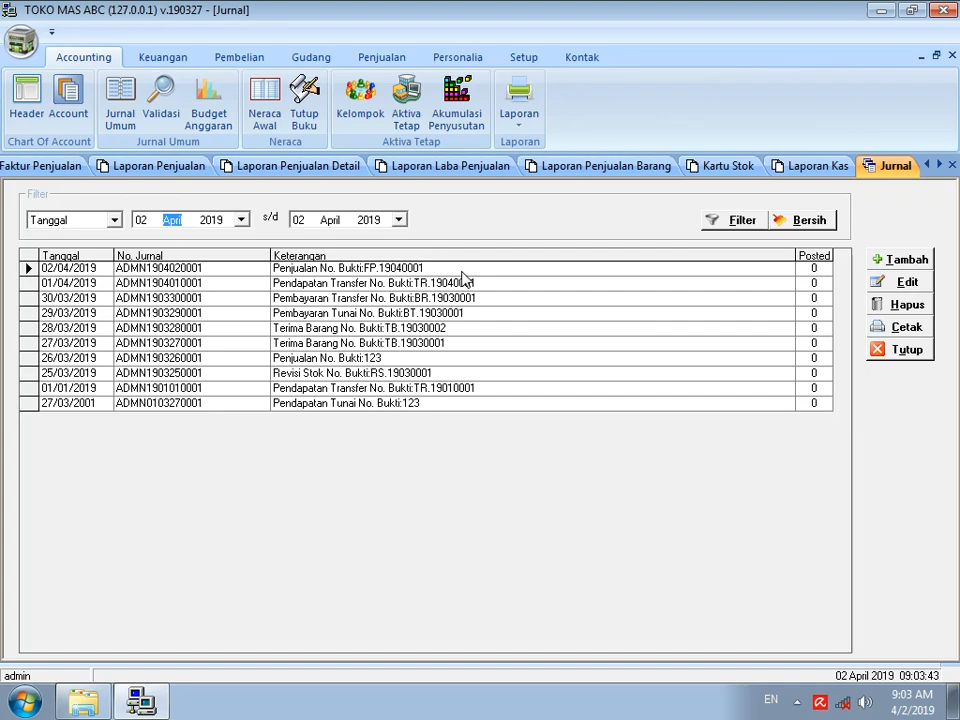 TOKO MAS ABC (127.0.0.1) v.190327 - [Jurnal]
Accounting Keuangan Pembelian Gudang Penjualan Personalia Setup Kontak
Header Account Jurnal Umum Validasi Budget Anggaran Neraca Awal Tutup Buku Kelompok Aktiva Tetap Akumulasi Penyusutan Laporan
Chart Of Account Jurnal Umum Neraca Aktiva Tetap Laporan
Faktur Penjualan Laporan Penjualan Laporan Penjualan Detail Laporan Laba Penjualan Laporan Penjualan Barang Kartu Stok Laporan Kas Jurnal
Filter
Tanggal 02 April 2019 s/d 02 April 2019 Filter Bersih
Tanggal No. Jurnal Keterangan Posted
02/04/2019 ADMN1904020001 Penjualan No. Bukti:FP.19040001 0
01/04/2019 ADMN1904010001 Pendapatan Transfer No. Bukti:TR.19040001 0
30/03/2019 ADMN1903300001 Pembayaran Transfer No. Bukti:BR.19030001 0
29/03/2019 ADMN1903290001 Pembayaran Tunai No. Bukti:BT.19030001 0
28/03/2019 ADMN1903280001 Terima Barang No. Bukti:TB.19030002 0
27/03/2019 ADMN1903270001 Terima Barang No. Bukti:TB.19030001 0
26/03/2019 ADMN1903260001 Penjualan No. Bukti:123 0
25/03/2019 ADMN1903250001 Revisi Stok No. Bukti:RS.19030001 0
01/01/2019 ADMN1901010001 Pendapatan Transfer No. Bukti:TR.19010001 0
27/03/2001 ADMN0103270001 Pendapatan Tunai No. Bukti:123 0
Tambah
Edit
Hapus
Cetak
Tutup
admin 02 April 2019 09:03:43
EN 9:03 AM
4/2/2019